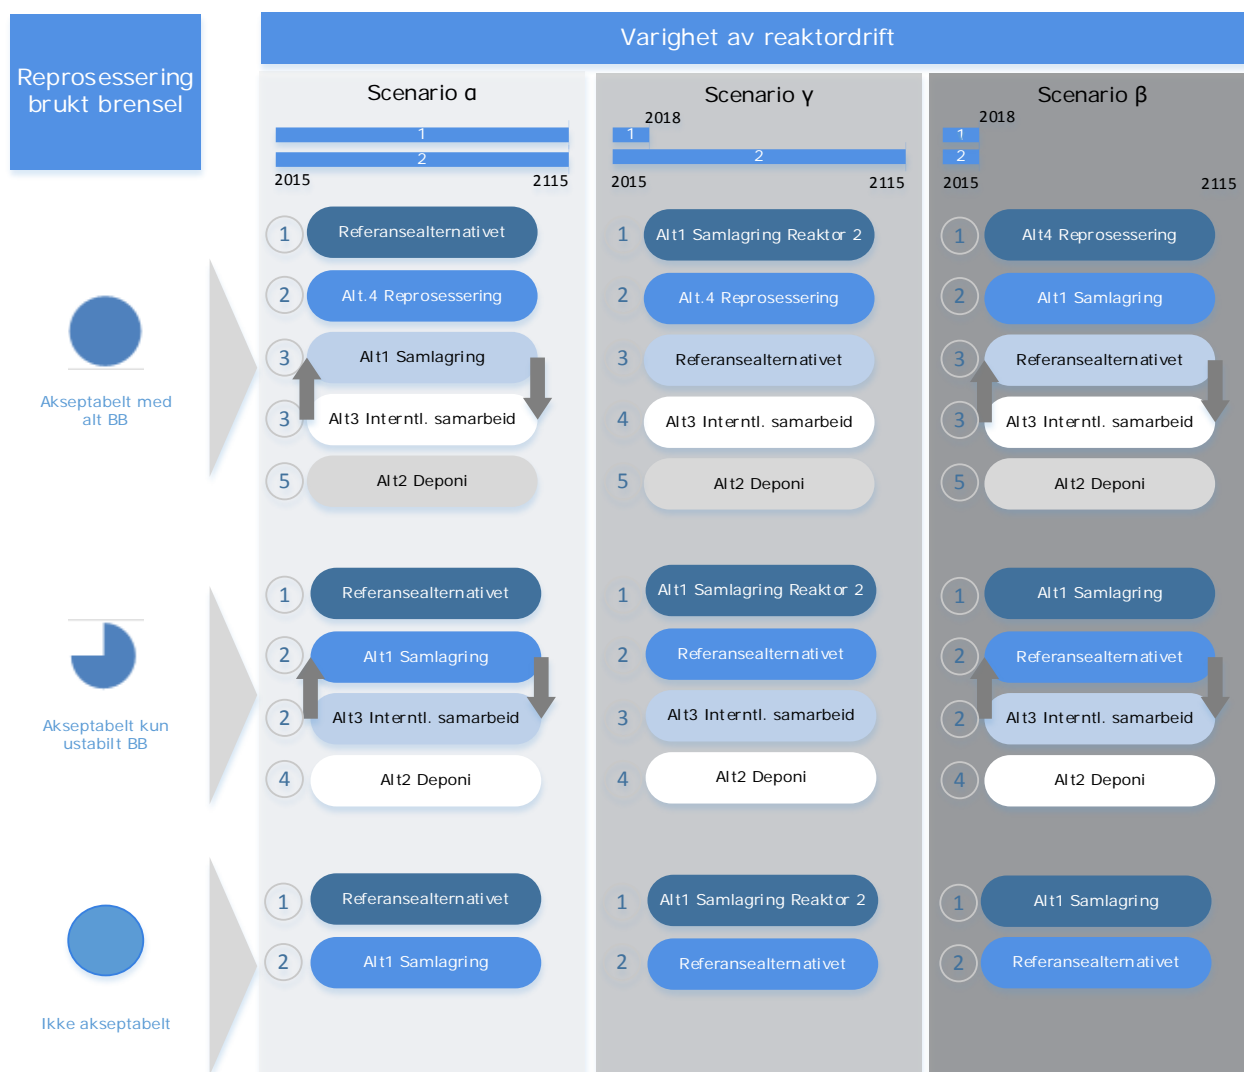 Reprosessering
brukt brensel
Varighet av reaktordrift
Scenario α
1
2
2015 2115
Scenario γ
2018
1
2
2015 2115
Scenario β
2018
1
2
2015 2115
Akseptabelt med
alt BB
1 Referansealternativet
2 Alt.4 Reprosessering
3 Alt1 Samlagring
3 Alt3 Interntl. samarbeid
5 Alt2 Deponi
1 Alt1 Samlagring Reaktor 2
2 Alt.4 Reprosessering
3 Referansealternativet
4 Alt3 Interntl. samarbeid
5 Alt2 Deponi
1 Alt4 Reprosessering
2 Alt1 Samlagring
3 Referansealternativet
3 Alt3 Interntl. samarbeid
5 Alt2 Deponi
Akseptabelt kun
ustabilt BB
1 Referansealternativet
2 Alt1 Samlagring
2 Alt3 Interntl. samarbeid
4 Alt2 Deponi
1 Alt1 Samlagring Reaktor 2
2 Referansealternativet
3 Alt3 Interntl. samarbeid
4 Alt2 Deponi
1 Alt1 Samlagring
2 Referansealternativet
2 Alt3 Interntl. samarbeid
4 Alt2 Deponi
Ikke akseptabelt
1 Referansealternativet
2 Alt1 Samlagring
1 Alt1 Samlagring Reaktor 2
2 Referansealternativet
1 Alt1 Samlagring
2 Referansealternativet